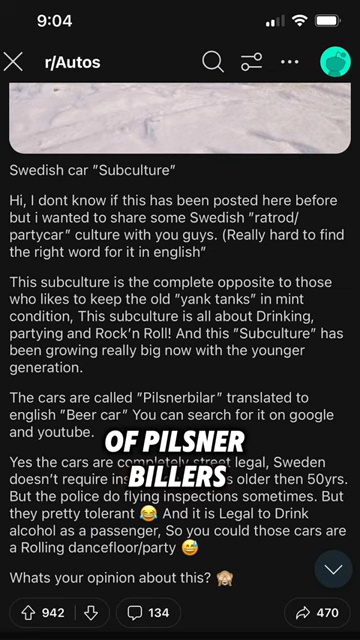 9:04
r/Autos
Swedish car "Subculture"
Hi, I dont know if this has been posted here before
but i wanted to share some Swedish "ratrod/
partycar" culture with you guys. (Really hard to find
the right word for it in english"
This subculture is the complete opposite to those
who likes to keep the old "yank tanks" in mint
condition, This subculture is all about Drinking,
partying and Rock'n Roll! And this "Subculture" has
been growing really big now with the younger
generation.
The cars are called "Pilsnerbilar" translated to
english "Beer car" You can search for it on google
and youtube.
OF PILSNER
BILLERS
Yes the cars are completely street legal, Sweden
doesn't require ins older then 50yrs.
But the police do flying inspections sometimes. But
they pretty tolerant 😂 And it is Legal to Drink
alcohol as a passenger, So you could those cars are
a Rolling dancefloor/party 😅
Whats your opinion about this? 🙈
942
134
470